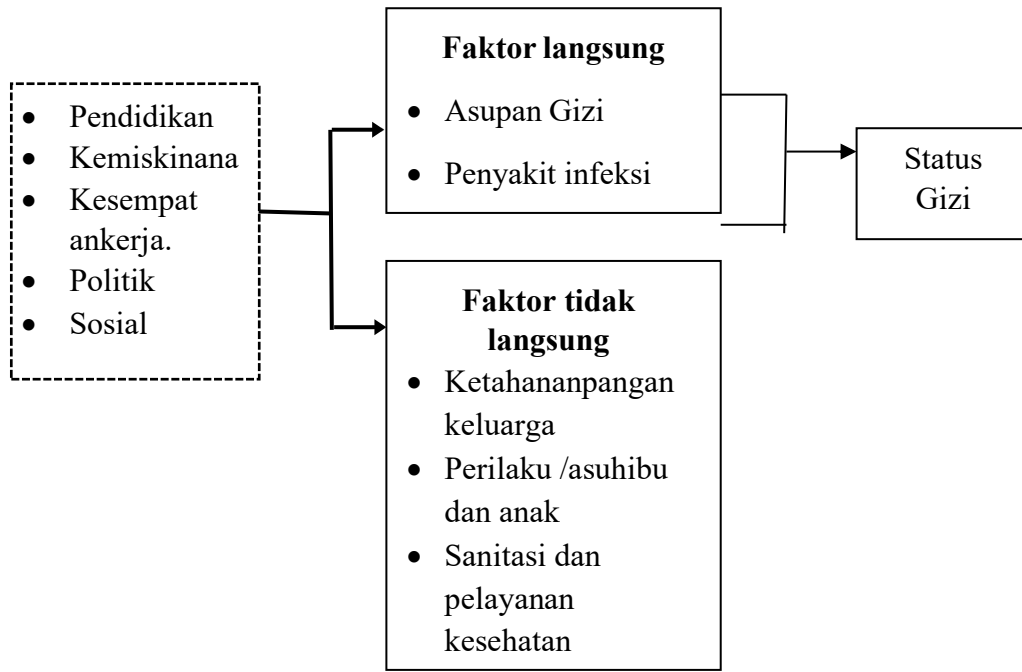 Pendidikan
Kemiskinana
Kesempat
ankerja.
Politik
Sosial
Faktor langsung
Asupan Gizi
Penyakit infeksi
Faktor tidak
langsung
Ketahananpangan
keluarga
Perilaku /asuhibu
dan anak
Sanitasi dan
pelayanan
kesehatan
Status
Gizi